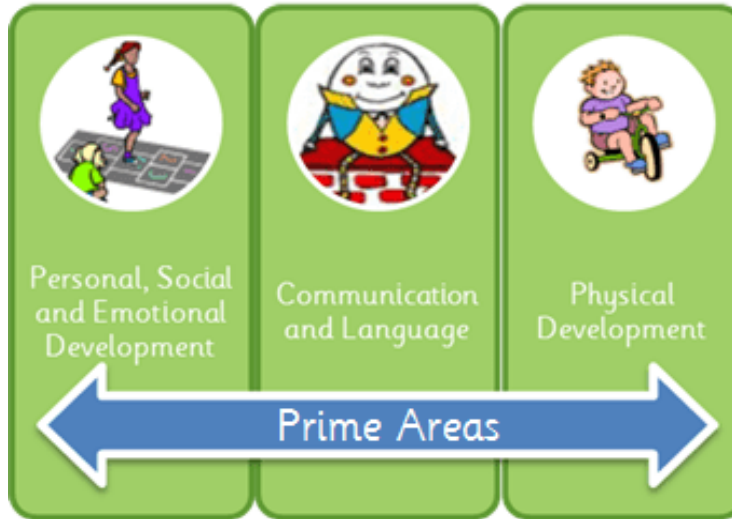 Personal, Social
and Emotional
Development
Communication
and Language
Physical
Development
Prime Areas